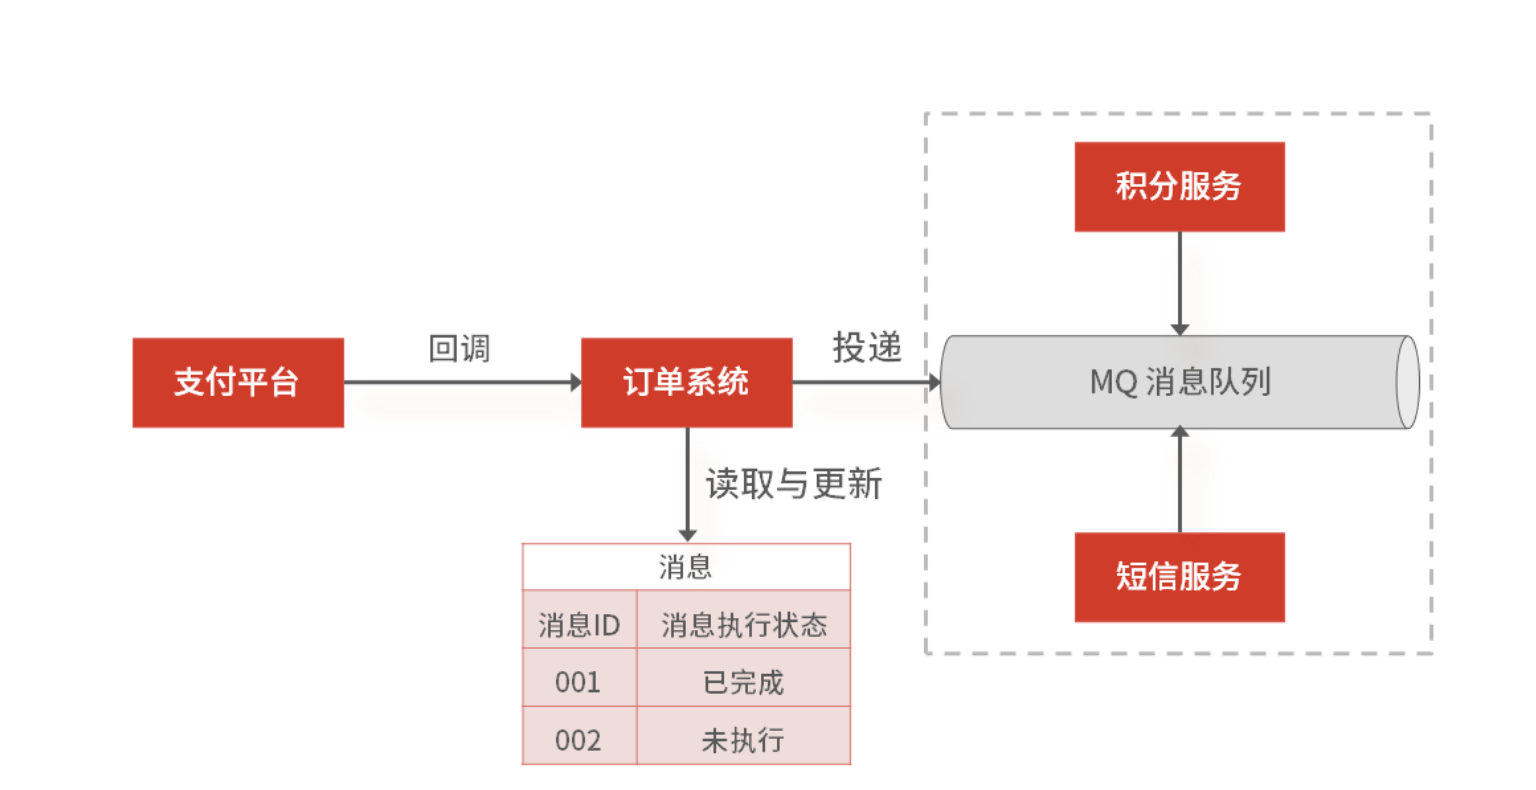 积分服务
支付平台
回调
订单系统
投递
MQ 消息队列
读取与更新
短信服务
消息
消息ID 消息执行状态
001 已完成
002 未执行